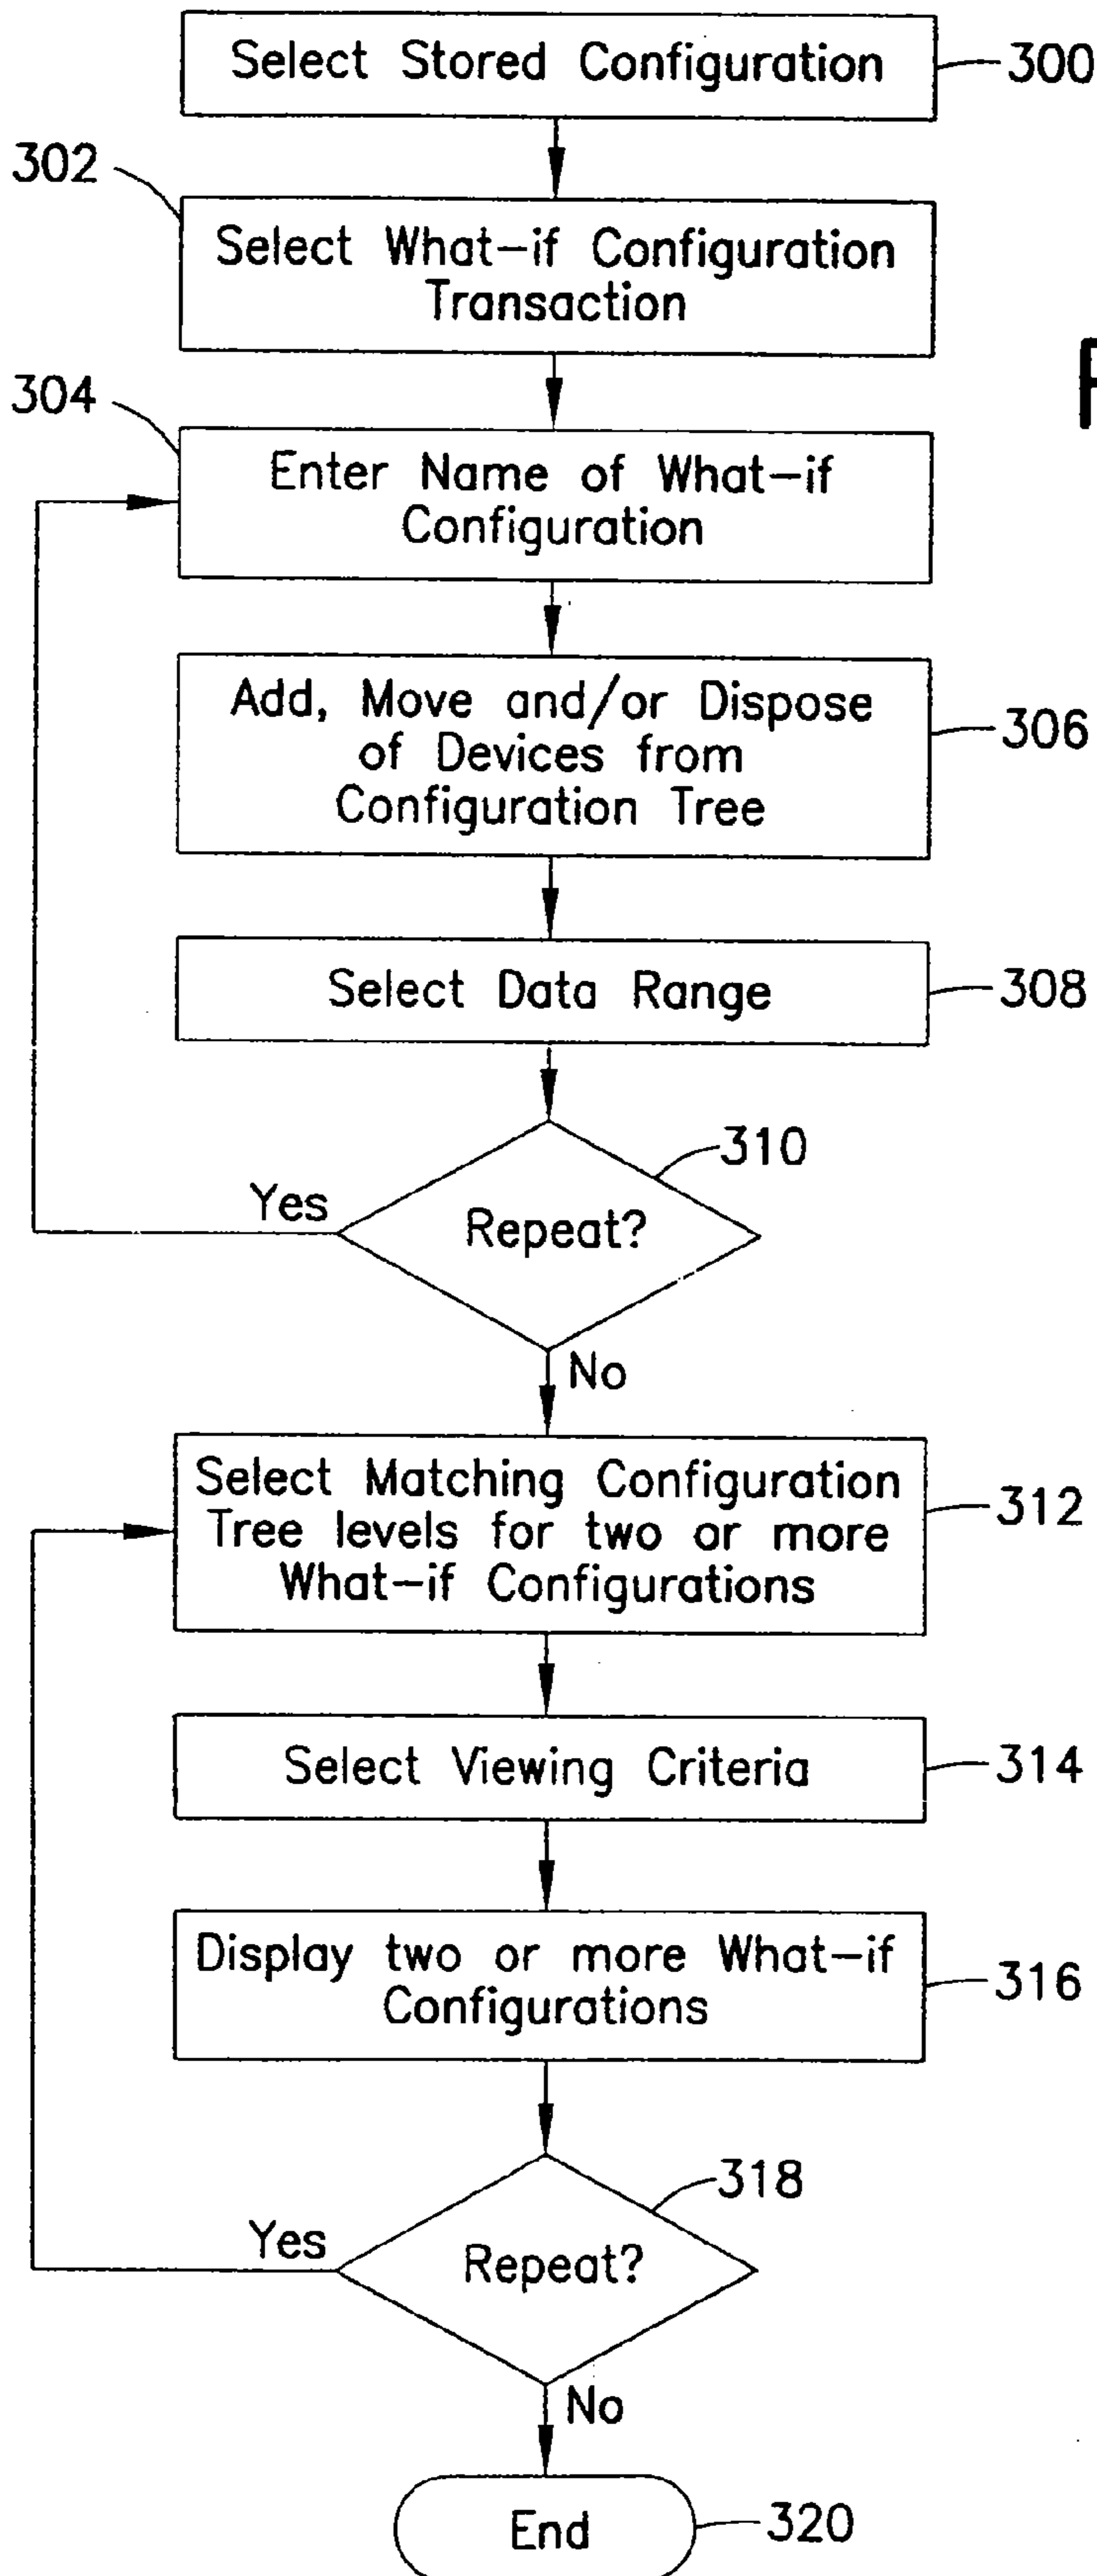 Select Stored Configuration
300
302
Select What-if Configuration
Transaction
304
Enter Name of What-if
Configuration
Add, Move and/or Dispose
of Devices from
Configuration Tree
306
Select Data Range
308
310
Yes
Repeat?
No
Select Matching Configuration
Tree levels for two or more
What-if Configurations
312
Select Viewing Criteria
314
Display two or more What-if
Configurations
316
318
Yes
Repeat?
No
End
320